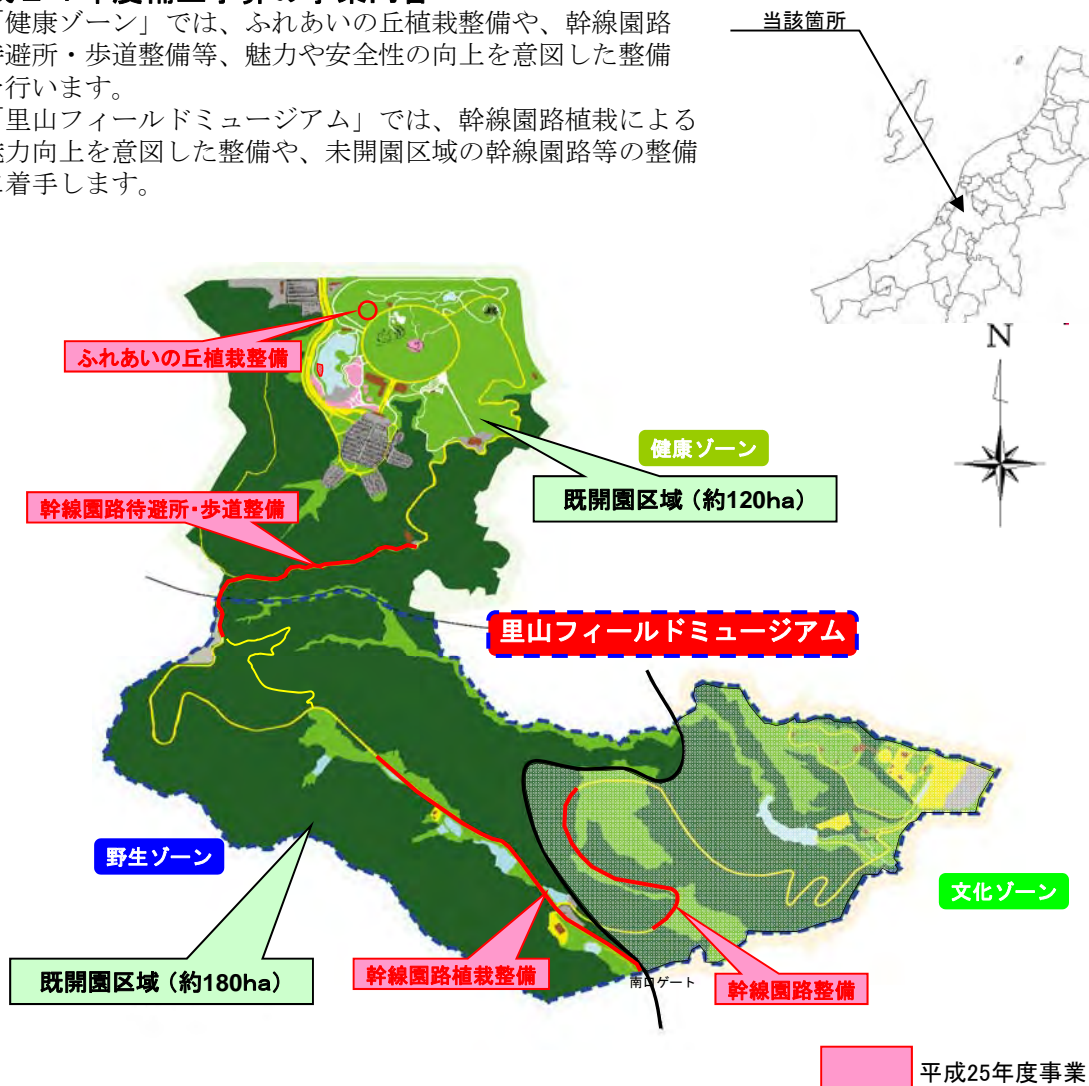 「健康ゾーン」では、ふれあいの丘植栽整備や、幹線園路
待避所・歩道整備等、魅力や安全性の向上を意図した整備
を行います。
「里山フィールドミュージアム」では、幹線園路植栽による
魅力向上を意図した整備や、未開園区域の幹線園路等の整備
に着手します。
当該箇所
N
ふれあいの丘植栽整備
健康ゾーン
既開園区域（約120ha）
幹線園路待避所・歩道整備
里山フィールドミュージアム
野生ゾーン
文化ゾーン
既開園区域（約180ha）
幹線園路植栽整備
南口ゲート
幹線園路整備
平成25年度事業